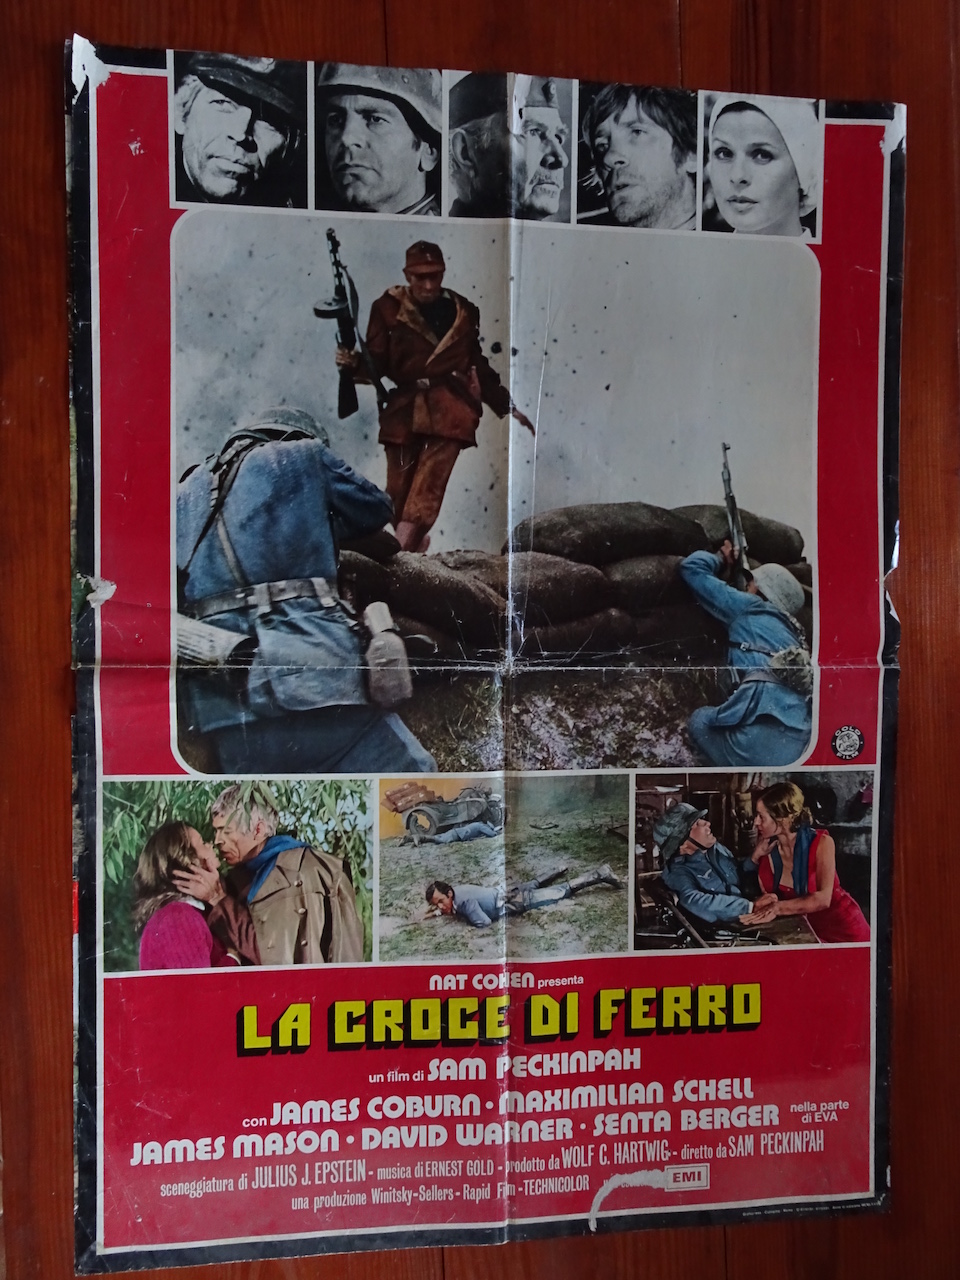 GOLD
FILM
NAT COHEN presenta
LA CROCE DI FERRO
un film di SAM PECKINPAH
con JAMES COBURN · MAXIMILIAN SCHELL
JAMES MASON · DAVID WARNER · SENTA BERGER nella parte di EVA
sceneggiatura di JULIUS J. EPSTEIN - musica di ERNEST GOLD - prodotto da WOLF C. HARTWIG - diretto da SAM PECKINPAH
una produzione Winitsky-Sellers - Rapid Film - TECHNICOLOR
EMI